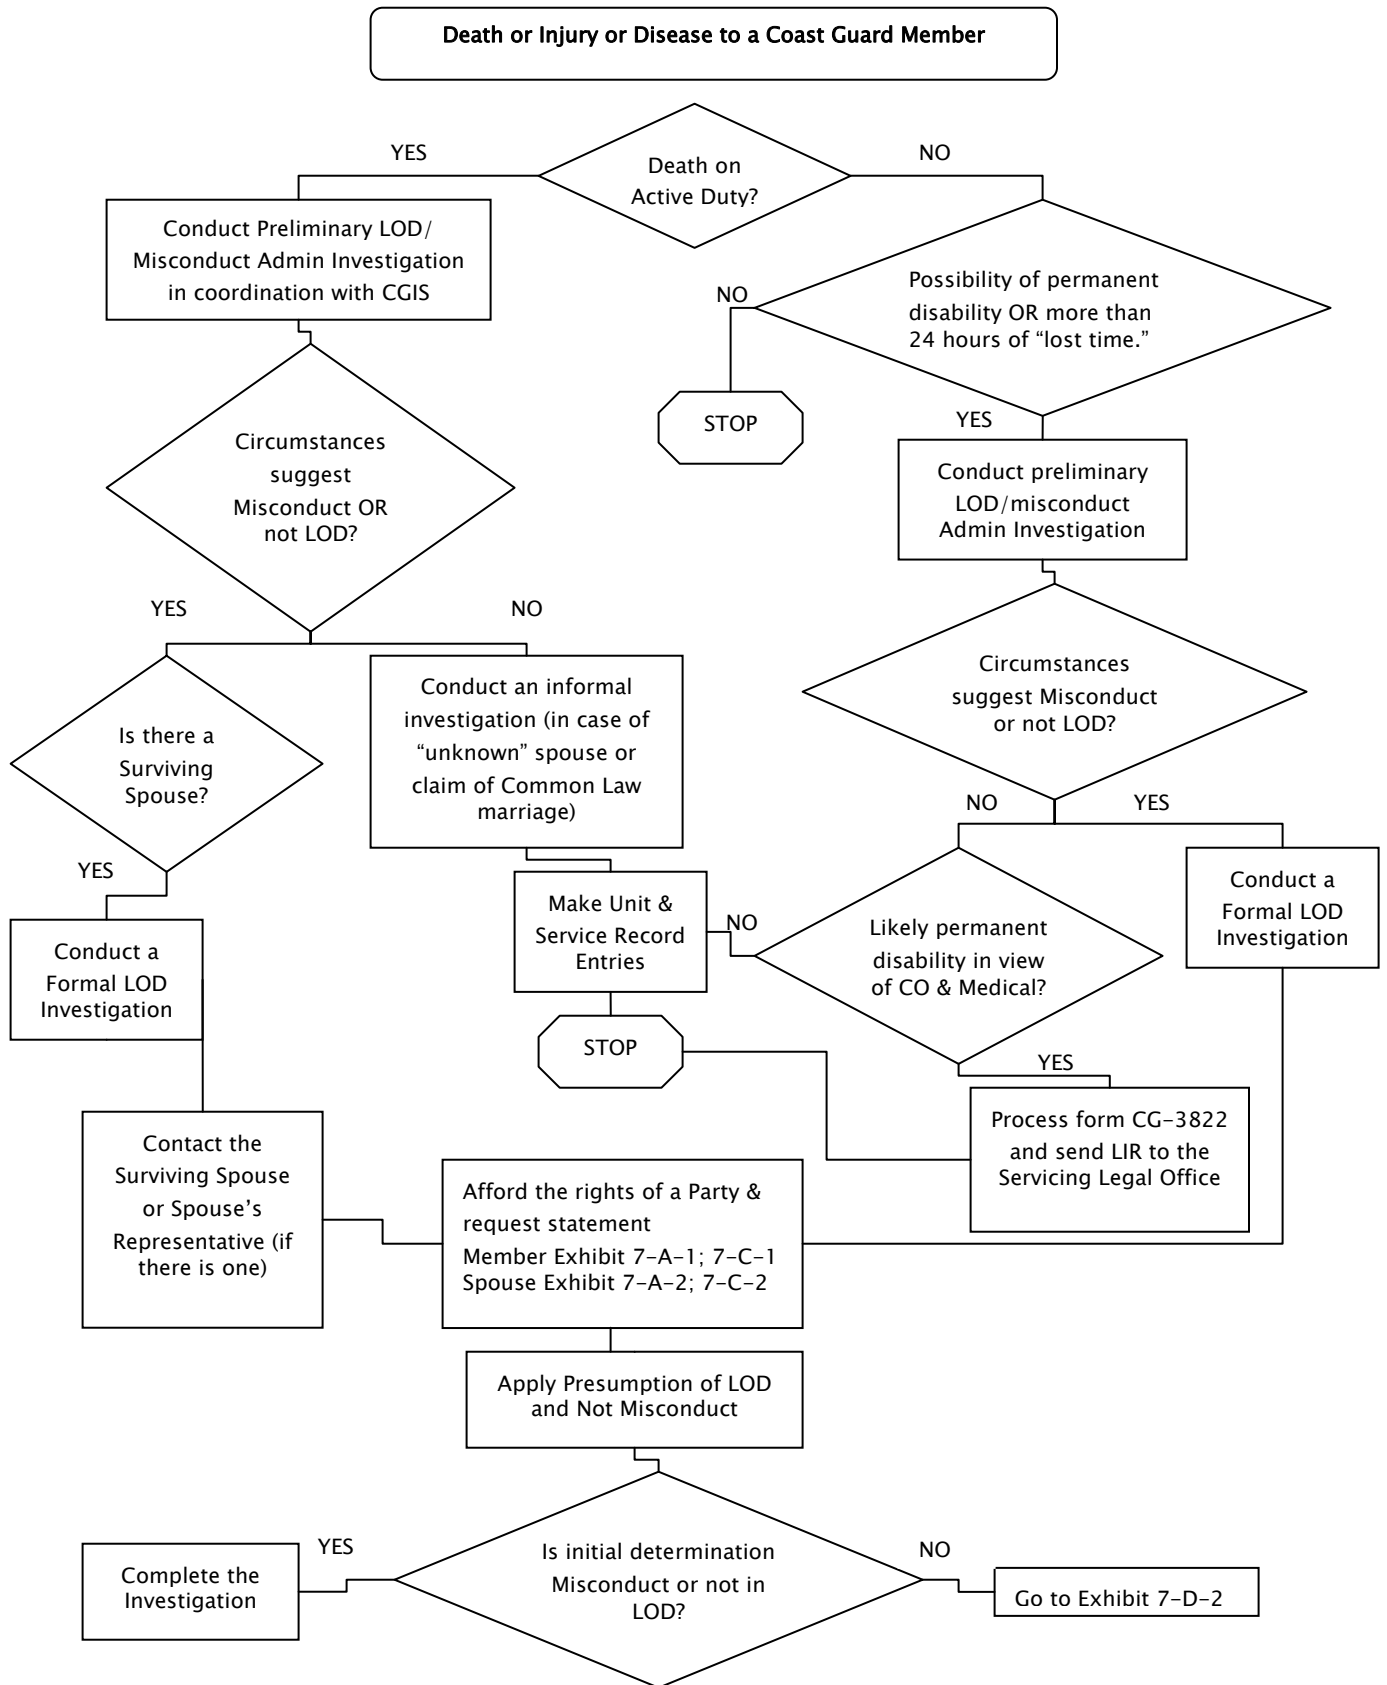 Death or Injury or Disease to a Coast Guard Member
YES
Death on
Active Duty?
NO
Conduct Preliminary LOD/
Misconduct Admin Investigation
in coordination with CGIS
Possibility of permanent
disability OR more than
24 hours of “lost time.”
NO
STOP
YES
Circumstances
suggest
Misconduct OR
not LOD?
Conduct preliminary
LOD/misconduct
Admin Investigation
YES
NO
Circumstances
suggest Misconduct
or not LOD?
Is there a
Surviving
Spouse?
Conduct an informal
investigation (in case of
“unknown” spouse or
claim of Common Law
marriage)
NO
YES
YES
Make Unit &
Service Record
Entries
NO
Likely permanent
disability in view
of CO & Medical?
Conduct a
Formal LOD
Investigation
Conduct a
Formal LOD
Investigation
STOP
YES
Contact the
Surviving Spouse
or Spouse’s
Representative (if
there is one)
Process form CG-3822
and send LIR to the
Servicing Legal Office
Afford the rights of a Party &
request statement
Member Exhibit 7-A-1; 7-C-1
Spouse Exhibit 7-A-2; 7-C-2
Apply Presumption of LOD
and Not Misconduct
YES
Is initial determination
Misconduct or not in
LOD?
NO
Complete the
Investigation
Go to Exhibit 7-D-2